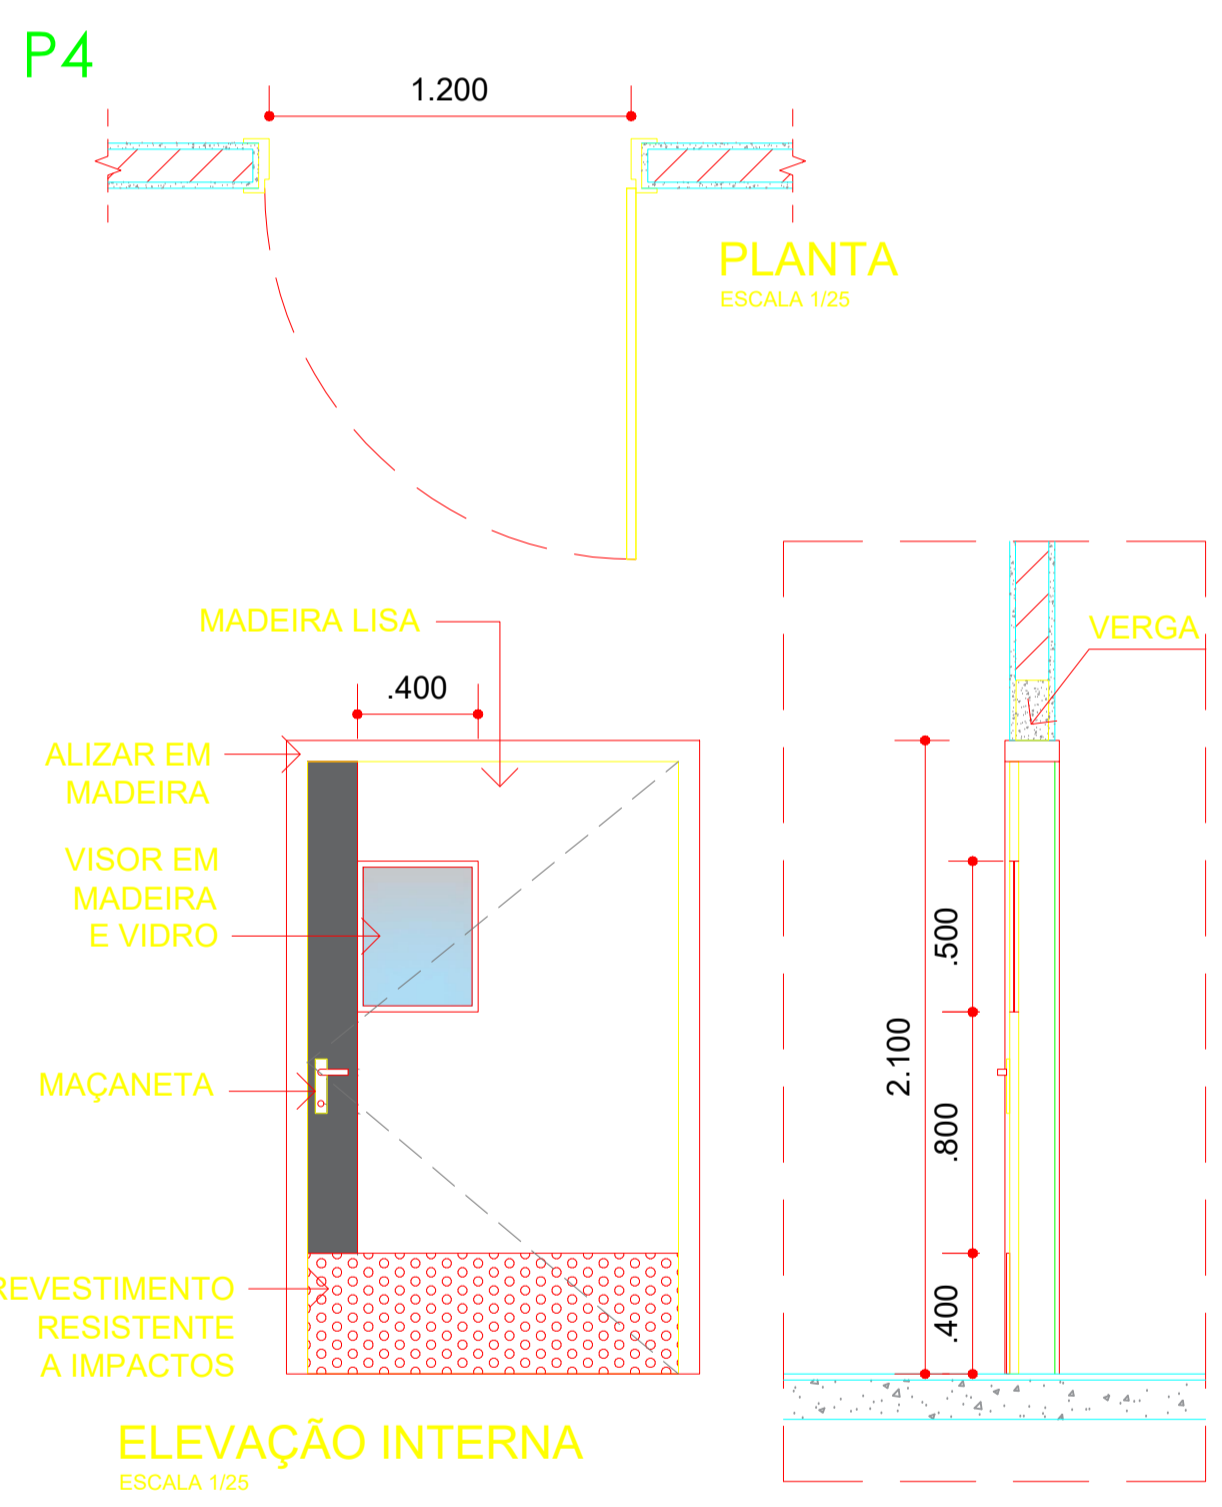 P4
1.200
PLANTA
ESCALA 1/25
MADEIRA LISA
VERGA
.400
ALIZAR EM
MADEIRA
VISOR EM
MADEIRA
E VIDRO
.500
2.100
MAÇANETA
.800
REVESTIMENTO
RESISTENTE
A IMPACTOS
.400
ELEVAÇÃO INTERNA
ESCALA 1/25